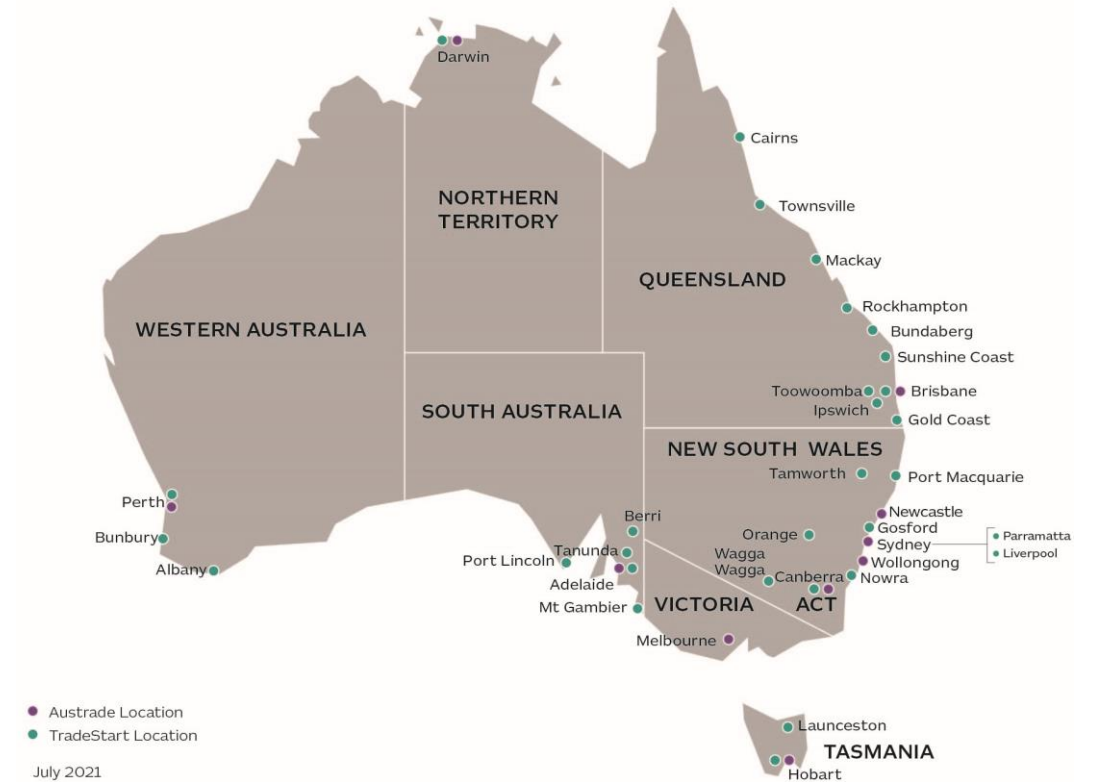 Darwin
Cairns
NORTHERN
TERRITORY
Townsville
Mackay
QUEENSLAND
Rockhampton
WESTERN AUSTRALIA
Bundaberg
Sunshine Coast
Toowoomba
Brisbane
Ipswich
SOUTH AUSTRALIA
Gold Coast
NEW SOUTH WALES
Tamworth
Port Macquarie
Perth
Newcastle
Berri
Gosford
Orange
Parramatta
Sydney
Liverpool
Bunbury
Tanunda
Wagga
Wagga
Port Lincoln
Wollongong
Albany
Canberra
Nowra
Adelaide
Mt Gambier
VICTORIA
ACT
Melbourne
Austrade Location
TradeStart Location
Launceston
TASMANIA
Hobart
July 2021